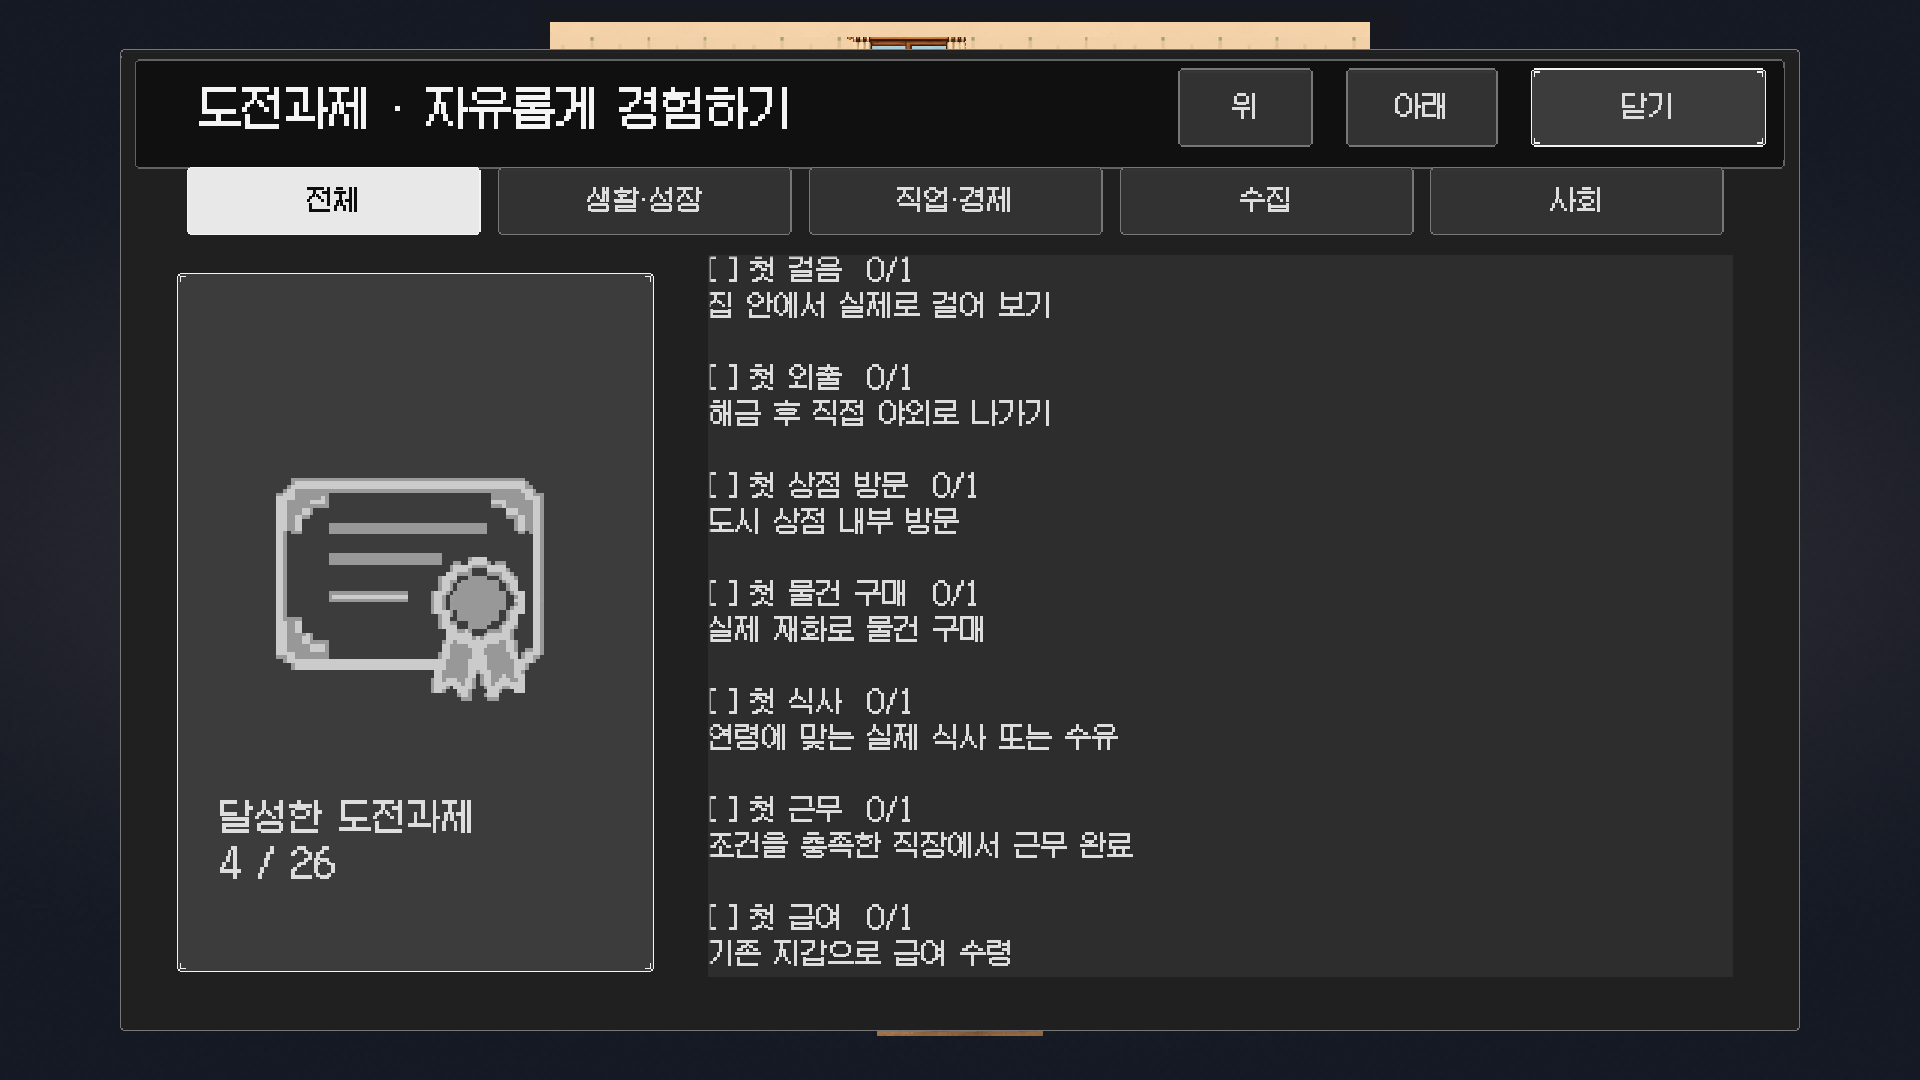 도전과제 · 자유롭게 경험하기
위
아래
닫기
전체
생활·성장
직업·경제
수집
사회
[ ] 첫 걸음 0/1
집 안에서 실제로 걸어 보기
[ ] 첫 외출 0/1
해금 후 직접 야외로 나가기
[ ] 첫 상점 방문 0/1
도시 상점 내부 방문
[ ] 첫 물건 구매 0/1
실제 재화로 물건 구매
[ ] 첫 식사 0/1
연령에 맞는 실제 식사 또는 수유
[ ] 첫 근무 0/1
조건을 충족한 직장에서 근무 완료
[ ] 첫 급여 0/1
기존 지갑으로 급여 수령
달성한 도전과제
4 / 26